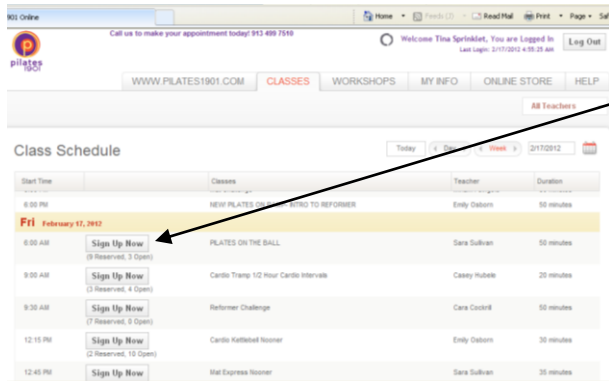 901 Online
Home Feeds (3) Read Mail Print Page Saf
Call us to make your appointment today! 913 499 7510
Welcome Tina Sprinklet, You are Logged In
Last Login: 2/17/2012 4:55:25 AM
Log Out
pilates
1901
WWW.PILATES1901.COM CLASSES WORKSHOPS MY INFO ONLINE STORE HELP
All Teachers
Class Schedule
Today Day Week 2/17/2012
Start Time Classes Teacher Duration
6:00 PM NEW! PILATES ON INTRO TO REFORMER Emily Osborn 50 minutes
Fri February 17, 2012
6:00 AM Sign Up Now PILATES ON THE BALL Sara Sullivan 50 minutes
(9 Reserved, 3 Open)
9:00 AM Sign Up Now Cardio Tramp 1/2 Hour Cardio Intervals Casey Hubele 20 minutes
(3 Reserved, 4 Open)
9:30 AM Sign Up Now Reformer Challenge Cara Cockrill 50 minutes
(7 Reserved, 0 Open)
12:15 PM Sign Up Now Cardio Kettlebell Nooner Emily Osborn 30 minutes
(2 Reserved, 10 Open)
12:45 PM Sign Up Now Mat Express Nooner Sara Sullivan 35 minutes